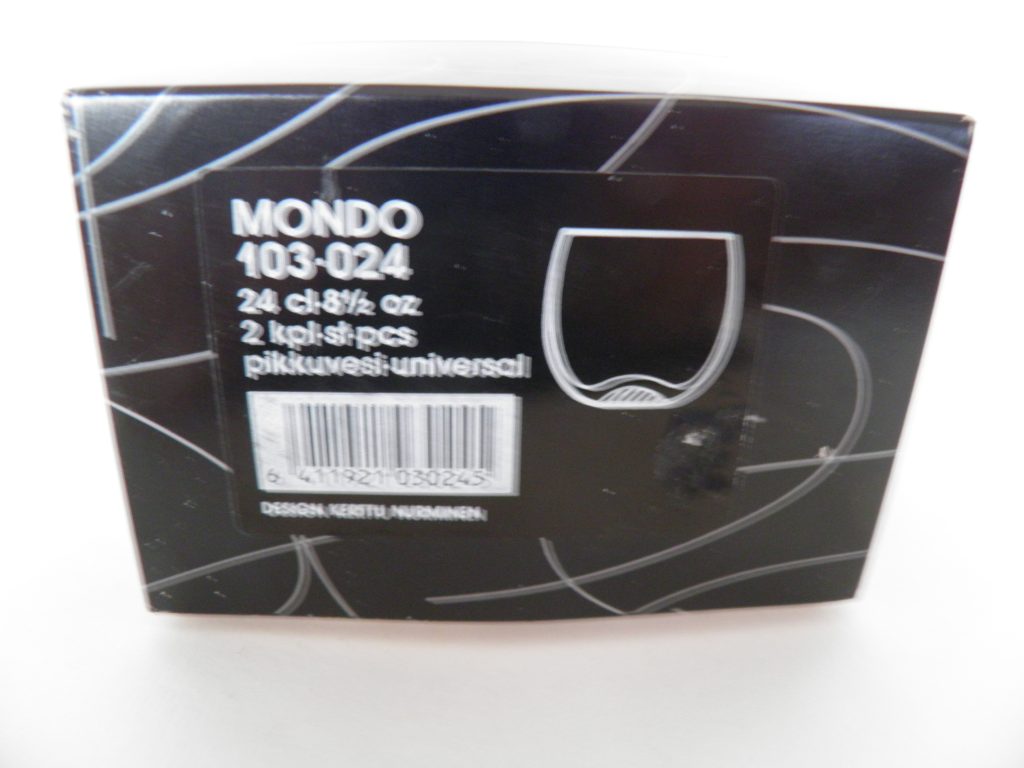 MONDO
103-024
24 cl-8½ oz
2 kpl-st-pcs
pikkuvesi-universal
6 411921 030245
DESIGN KERTTU NURMINEN